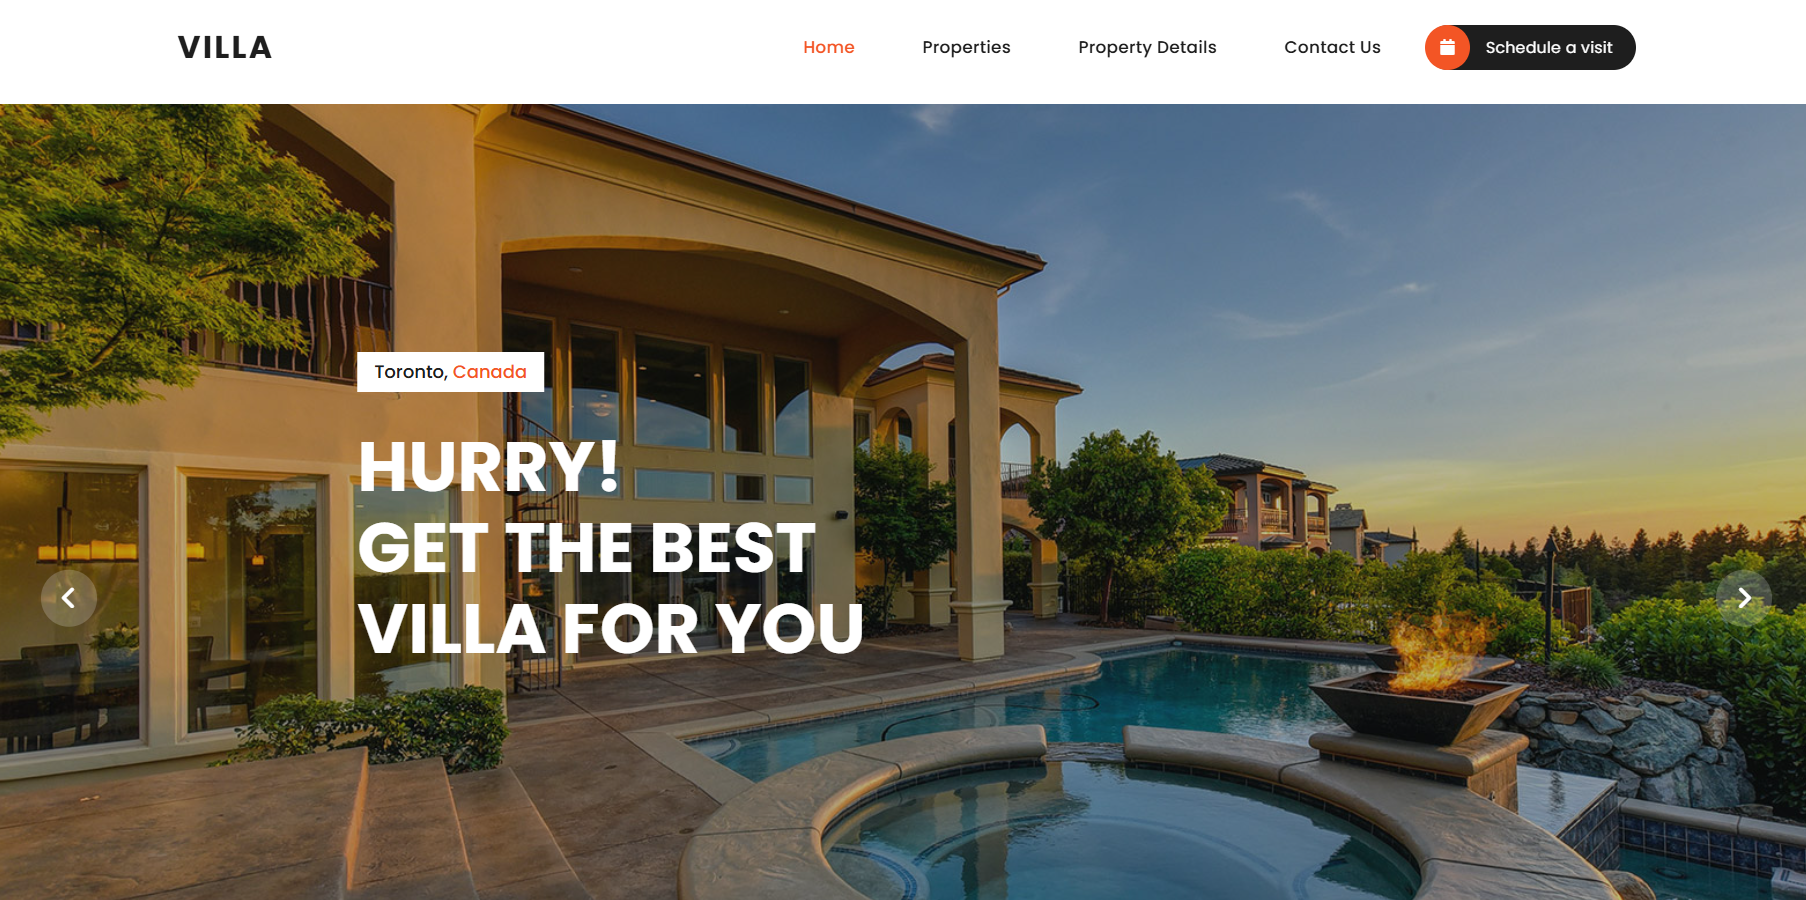 VILLA
Home
Properties
Property Details
Contact Us
Schedule a visit
Toronto, Canada
HURRY!
GET THE BEST
VILLA FOR YOU